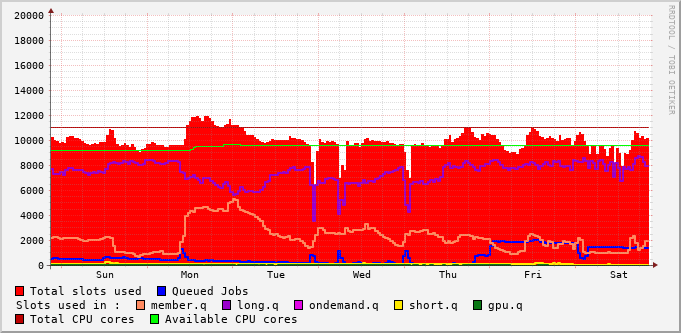 20000
18000
16000
14000
12000
10000
8000
6000
4000
2000
0
Sun Mon Tue Wed Thu Fri Sat
RRDTOOL / TOBI OETIKER
Total slots used Queued Jobs
Slots used in : member.q long.q ondemand.q short.q gpu.q
Total CPU cores Available CPU cores